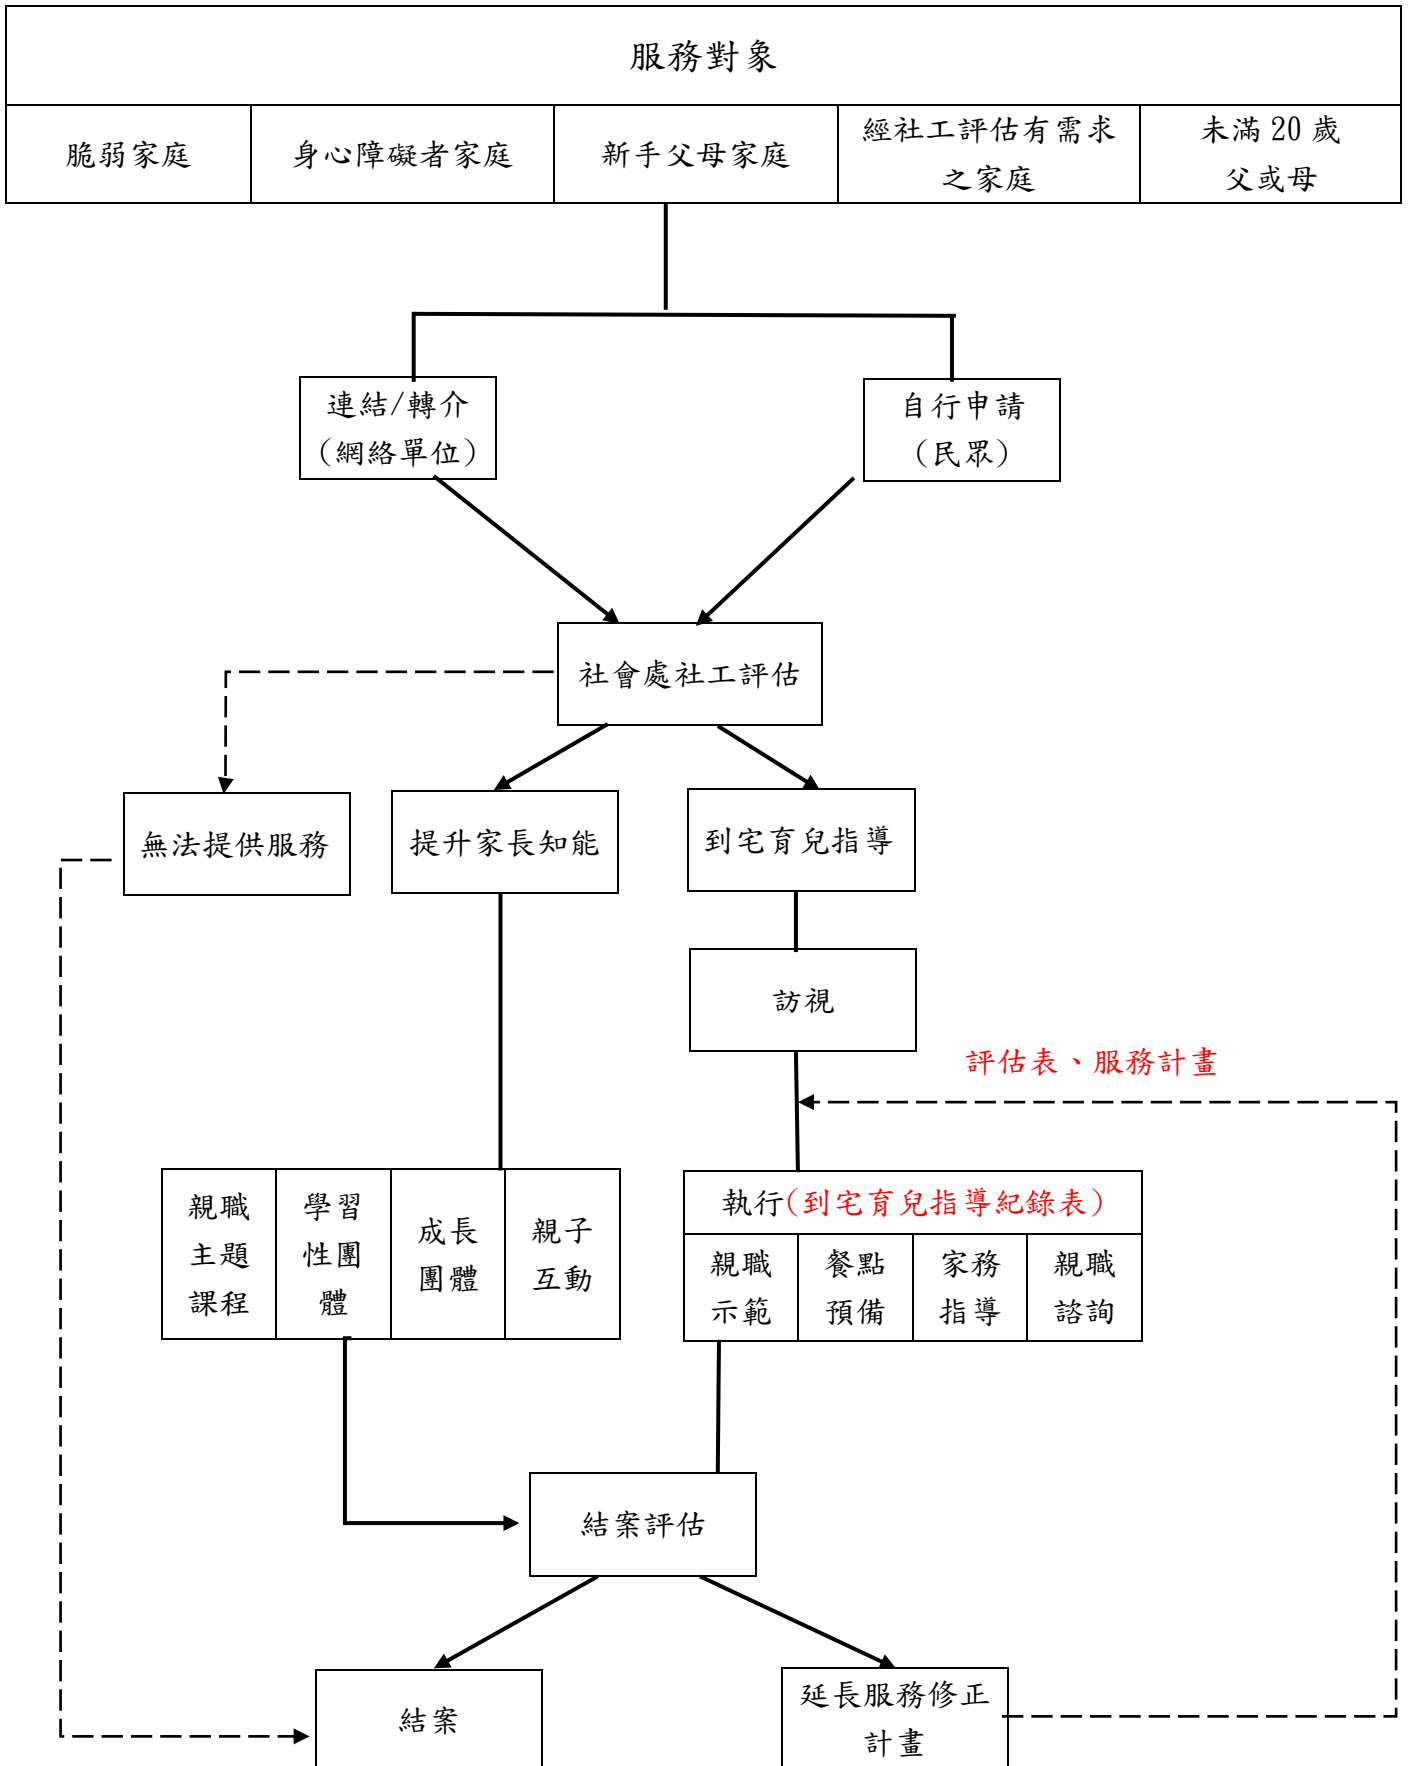 服務對象
脆弱家庭
身心障礙者家庭
新手父母家庭
經社工評估有需求
之家庭
未滿 20 歲
父或母
連結/轉介
(網絡單位)
自行申請
(民眾)
社會處社工評估
無法提供服務
提升家長知能
到宅育兒指導
訪視
評估表、服務計畫
親職
主題
課程
學習
性團
體
成長
團體
親子
互動
執行(到宅育兒指導紀錄表)
親職
示範
餐點
預備
家務
指導
親職
諮詢
結案評估
結案
延長服務修正
計畫